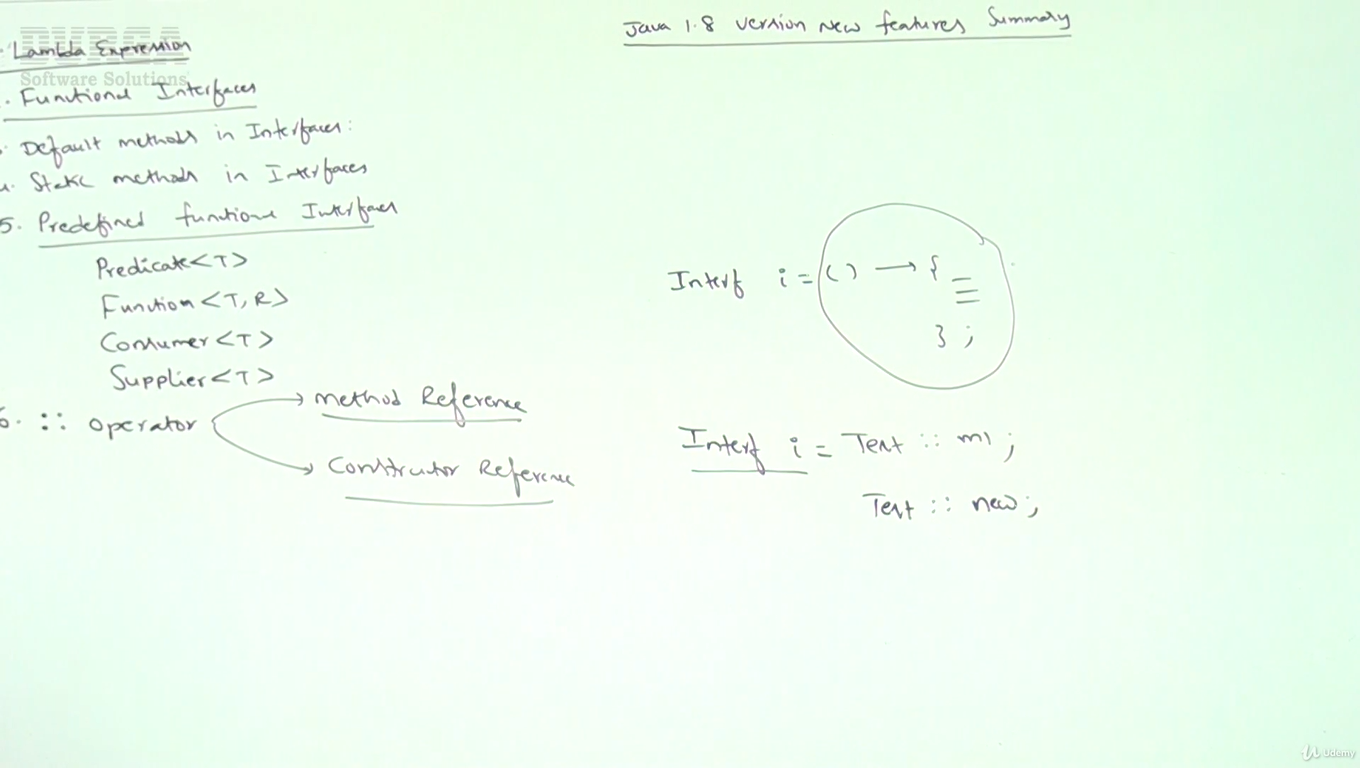 Java 1.8 version new features Summary
Lambda Expression
Software Solutions
. Functional Interfaces
. Default methods in Interfaces:
4. Static methods in Interfaces
5. Predefined functional Interfaces
Predicate<T>
Function<T,R>
Consumer<T>
Supplier<T>
6. :: operator
method Reference
Constructor Reference
Interf i = () → {
} ;
Interf i = Test :: m1 ;
Test :: new ;
Udemy